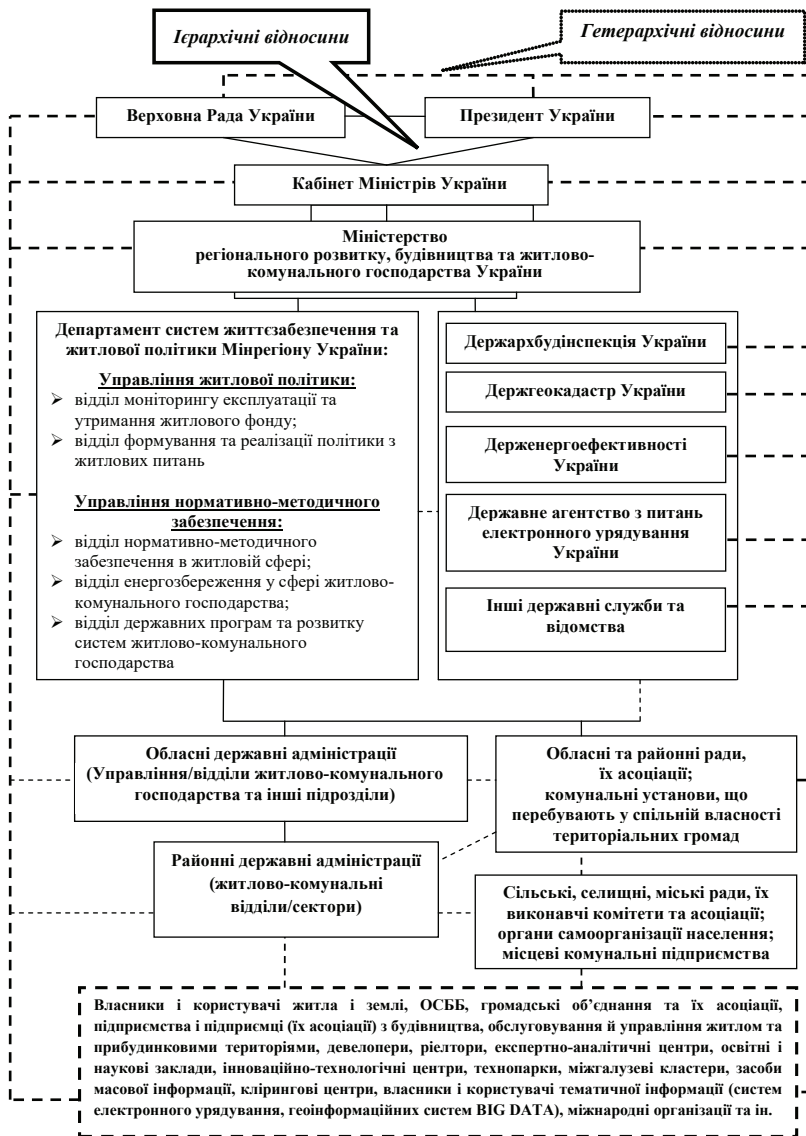 Ієрархічні відносини
Гетерархічні відносини
Верховна Рада України
Президент України
Кабінет Міністрів України
Міністерство
регіонального розвитку, будівництва та житлово-
комунального господарства України
Департамент систем життєзабезпечення та
житлової політики Мінрегіону України:
Управління житлової політики:
➢ відділ моніторингу експлуатації та
утримання житлового фонду;
➢ відділ формування та реалізації політики з
житлових питань
Управління нормативно-методичного
забезпечення:
➢ відділ нормативно-методичного
забезпечення в житловій сфері;
➢ відділ енергозбереження у сфері житлово-
комунального господарства;
➢ відділ державних програм та розвитку
систем житлово-комунального
господарства
Держархбудінспекція України
Держгеокадастр України
Держенергоефективності
України
Державне агентство з питань
електронного урядування
України
Інші державні служби та
відомства
Обласні державні адміністрації
(Управління/відділи житлово-комунального
господарства та інші підрозділи)
Обласні та районні ради,
їх асоціації;
комунальні установи, що
перебувають у спільній власності
територіальних громад
Районні державні адміністрації
(житлово-комунальні
відділи/сектори)
Сільські, селищні, міські ради, їх
виконавчі комітети та асоціації;
органи самоорганізації населення;
місцеві комунальні підприємства
Власники і користувачі житла і землі, ОСББ, громадські об’єднання та їх асоціації,
підприємства і підприємці (їх асоціації) з будівництва, обслуговування й управління житлом та
прибудинковими територіями, девелопери, ріелтори, експертно-аналітичні центри, освітні і
наукові заклади, інноваційно-технологічні центри, технопарки, міжгалузеві кластери, засоби
масової інформації, клірингові центри, власники і користувачі тематичної інформації (систем
електронного урядування, геоінформаційних систем BIG DATA), міжнародні організації та ін.